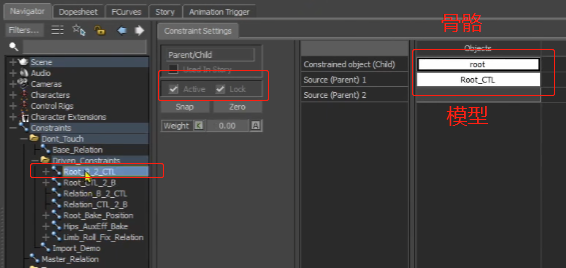 Navigator Dopesheet FCurves Story Animation Trigger
Filters...
Scene
Audio
Cameras
Characters
Control Rigs
Character Extensions
Constraints
Dont_Touch
Base_Relation
Driven_Constraints
Root_B_2_CTL
Root_CTL_2_B
Relation_B_2_CTL
Relation_CTL_2_B
Root_Bake_Position
Hips_AuxEff_Bake
Limb_Roll_Fix_Relation
Import_Demo
Master_Relation
Constraint Settings
Parent/Child
Used In Story
Active Lock
Snap Zero
Weight K 0.00 A
骨骼
Objects
Constrained object (Child) root
Source (Parent) 1 Root_CTL
Source (Parent) 2
模型